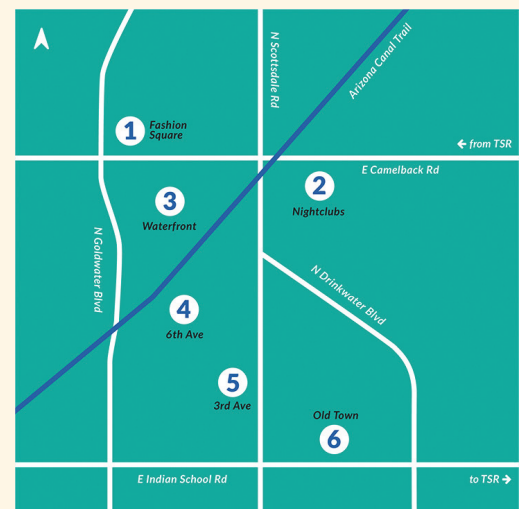 N Scottsdale Rd
Arizona Canal Trail
1 Fashion
Square
← from TSR
E Camelback Rd
2
Nightclubs
3
Waterfront
N Goldwater Blvd
N Drinkwater Blvd
4
6th Ave
5
3rd Ave
Old Town
6
E Indian School Rd
to TSR →